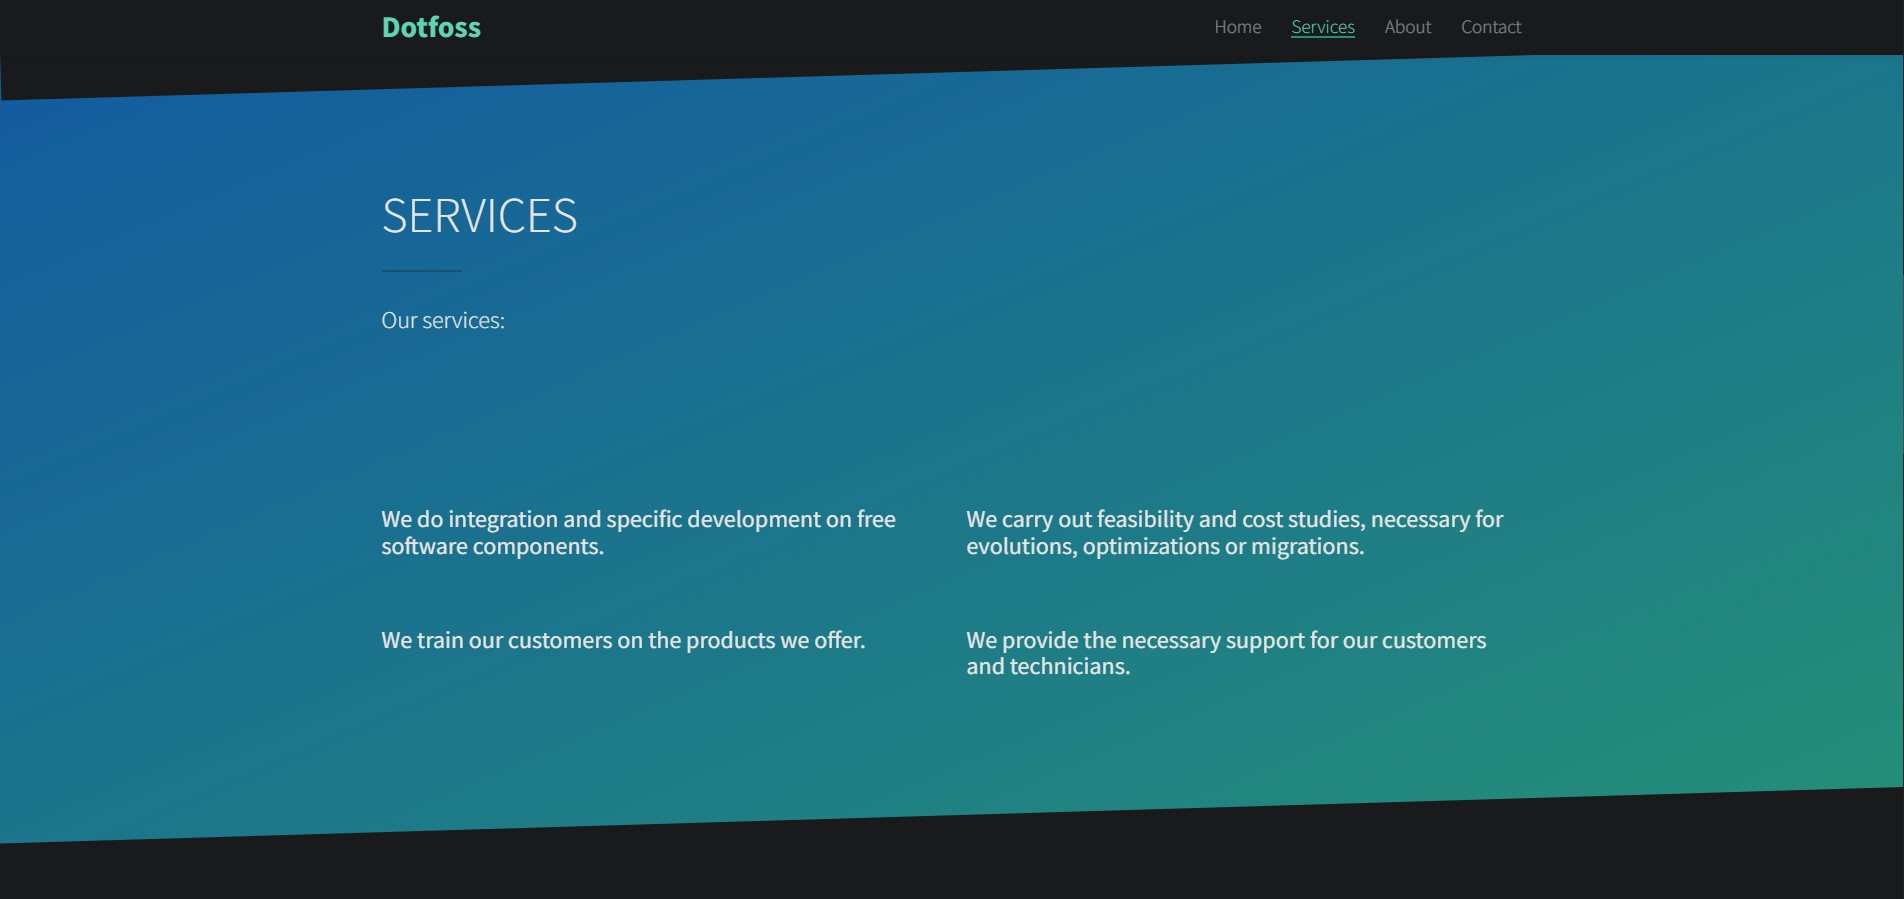 Dotfoss
Home Services About Contact
SERVICES
Our services:
We do integration and specific development on free
software components.
We carry out feasibility and cost studies, necessary for
evolutions, optimizations or migrations.
We train our customers on the products we offer.
We provide the necessary support for our customers
and technicians.